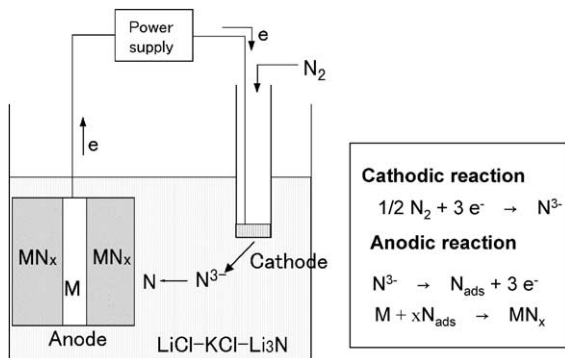 Power
supply
e
N₂
e
MNₓ
M
MNₓ
N ← N³⁻
Cathode
Anode
LiCl-KCl-Li₃N
Cathodic reaction
1/2 N₂ + 3 e⁻ → N³⁻
Anodic reaction
N³⁻ → Nₐdₛ + 3 e⁻
M + xNₐdₛ → MNₓ